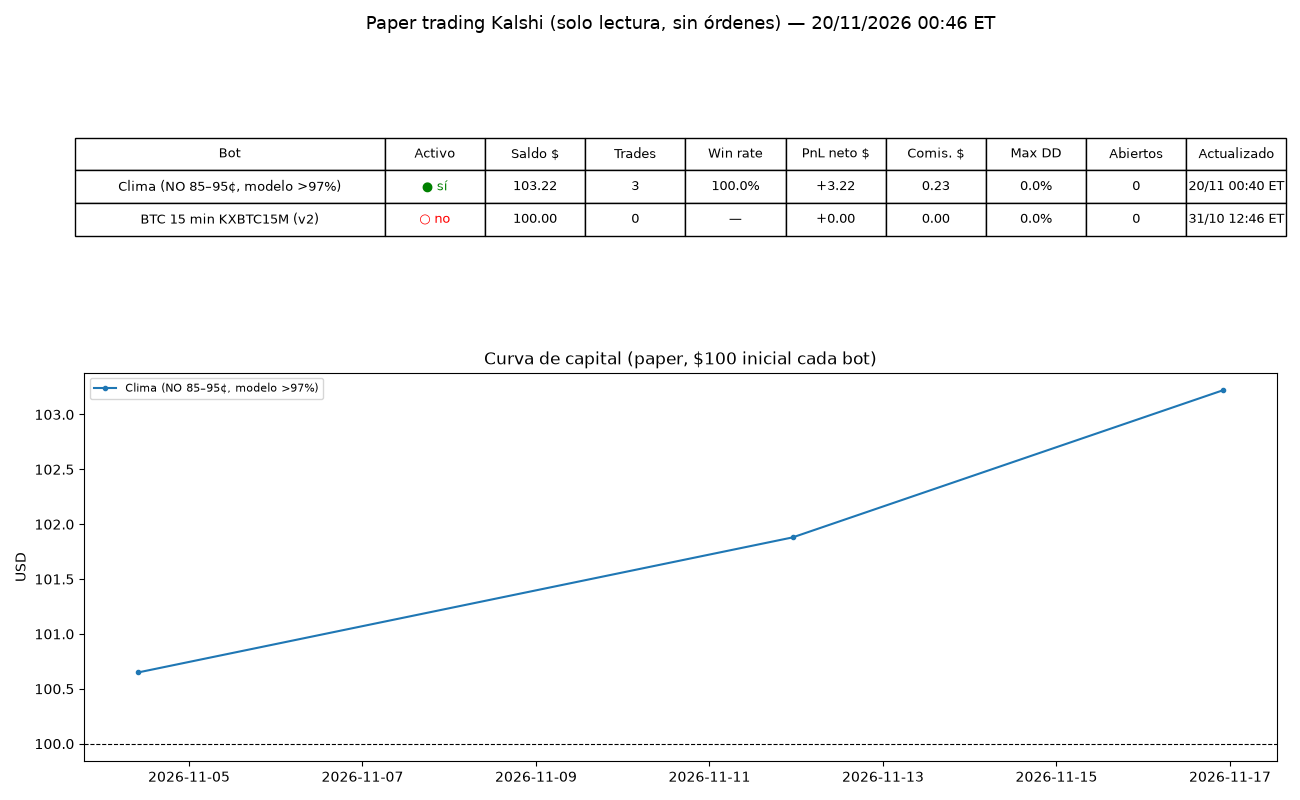 Paper trading Kalshi (solo lectura, sin órdenes) — 20/11/2026 00:46 ET
Bot Activo Saldo $ Trades Win rate PnL neto $ Comis. $ Max DD Abiertos Actualizado
Clima (NO 85–95¢, modelo >97%) ● sí 103.22 3 100.0% +3.22 0.23 0.0% 0 20/11 00:40 ET
BTC 15 min KXBTC15M (v2) ○ no 100.00 0 — +0.00 0.00 0.0% 0 31/10 12:46 ET
Curva de capital (paper, $100 inicial cada bot)
Clima (NO 85–95¢, modelo >97%)
103.0
102.5
102.0
101.5
101.0
100.5
100.0
USD
2026-11-05 2026-11-07 2026-11-09 2026-11-11 2026-11-13 2026-11-15 2026-11-17